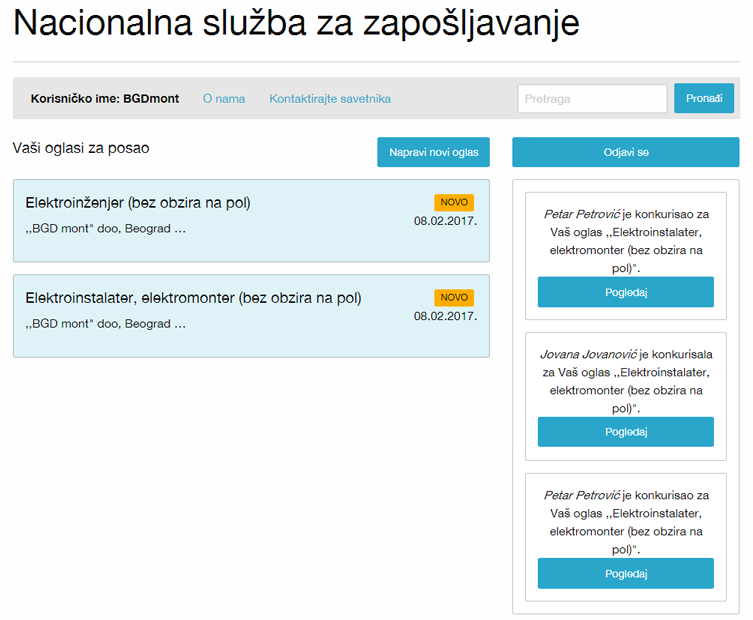 Nacionalna služba za zapošljavanje
Korisničko ime: BGDmont O nama Kontaktirajte savetnika Pretraga Pronađi
Vaši oglasi za posao Napravi novi oglas
Elektroinženjer (bez obzira na pol) NOVO
08.02.2017.
,,BGD mont" doo, Beograd ...
Elektroinstalater, elektromonter (bez obzira na pol) NOVO
08.02.2017.
,,BGD mont" doo, Beograd ...
Odjavi se
Petar Petrović je konkurisao za
Vaš oglas ,,Elektroinstalater,
elektromonter (bez obzira na
pol)".
Pogledaj
Jovana Jovanović je konkurisala
za Vaš oglas ,,Elektroinstalater,
elektromonter (bez obzira na
pol)".
Pogledaj
Petar Petrović je konkurisao za
Vaš oglas ,,Elektroinstalater,
elektromonter (bez obzira na
pol)".
Pogledaj